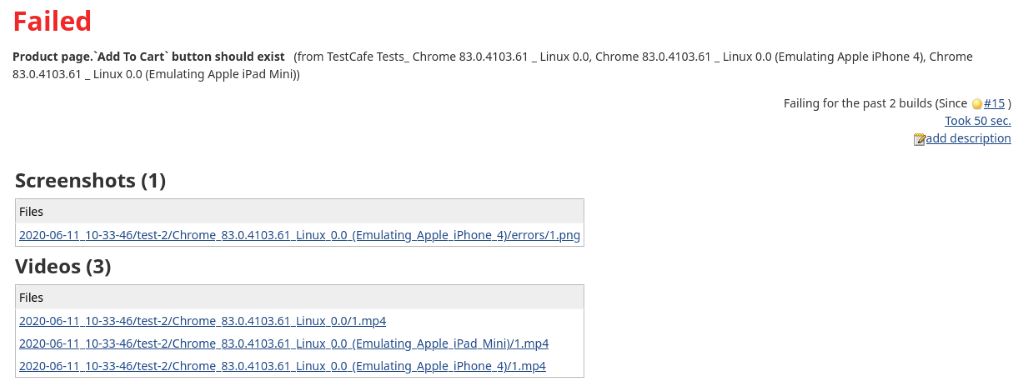 Failed
Product page.`Add To Cart` button should exist (from TestCafe Tests_ Chrome 83.0.4103.61 _ Linux 0.0, Chrome 83.0.4103.61 _ Linux 0.0 (Emulating Apple iPhone 4), Chrome
83.0.4103.61 _ Linux 0.0 (Emulating Apple iPad Mini))
Failing for the past 2 builds (Since #15 )
Took 50 sec.
add description
Screenshots (1)
Files
2020-06-11_10-33-46/test-2/Chrome_83.0.4103.61_Linux_0.0_(Emulating_Apple_iPhone_4)/errors/1.png
Videos (3)
Files
2020-06-11_10-33-46/test-2/Chrome_83.0.4103.61_Linux_0.0/1.mp4
2020-06-11_10-33-46/test-2/Chrome_83.0.4103.61_Linux_0.0_(Emulating_Apple_iPad_Mini)/1.mp4
2020-06-11_10-33-46/test-2/Chrome_83.0.4103.61_Linux_0.0_(Emulating_Apple_iPhone_4)/1.mp4